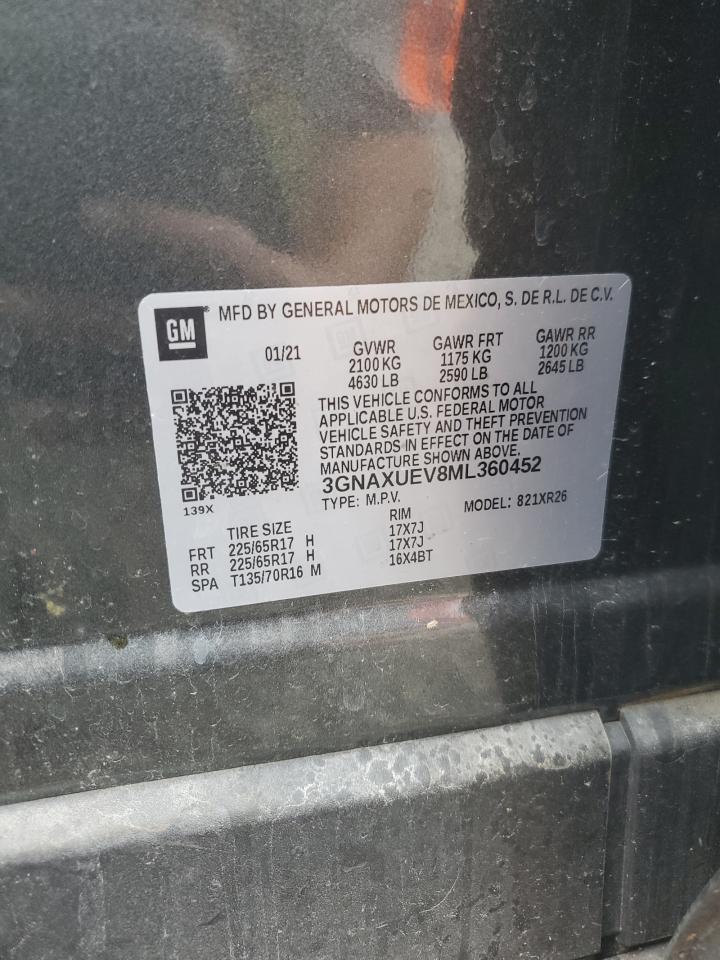 GM® MFD BY GENERAL MOTORS DE MEXICO, S. DE R.L. DE C.V.
01/21 GVWR GAWR FRT GAWR RR
2100 KG 1175 KG 1200 KG
4630 LB 2590 LB 2645 LB
THIS VEHICLE CONFORMS TO ALL
APPLICABLE U.S. FEDERAL MOTOR
VEHICLE SAFETY AND THEFT PREVENTION
STANDARDS IN EFFECT ON THE DATE OF
MANUFACTURE SHOWN ABOVE.
3GNAXUEV8ML360452
139X
TYPE: M.P.V. MODEL: 821XR26
TIRE SIZE RIM
FRT 225/65R17 H 17X7J
RR 225/65R17 H 17X7J
SPA T135/70R16 M 16X4BT